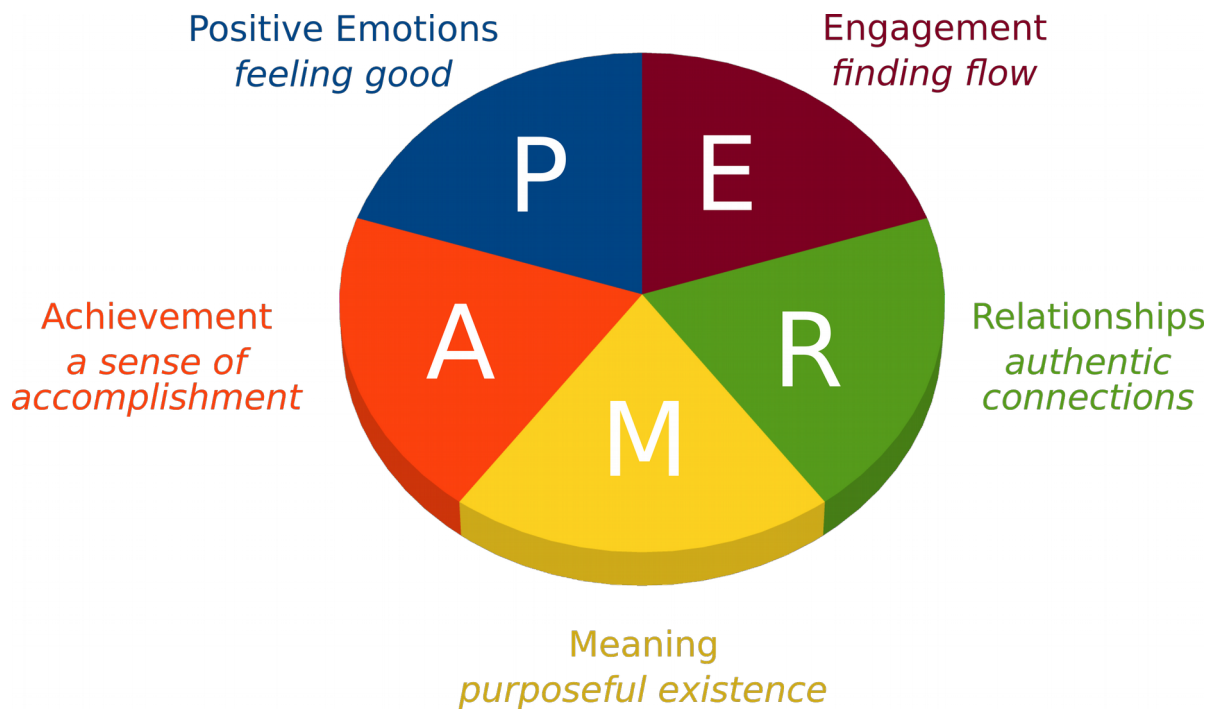 Positive Emotions
feeling good
Engagement
finding flow
P
E
Achievement
a sense of
accomplishment
A
R
Relationships
authentic
connections
M
Meaning
purposeful existence